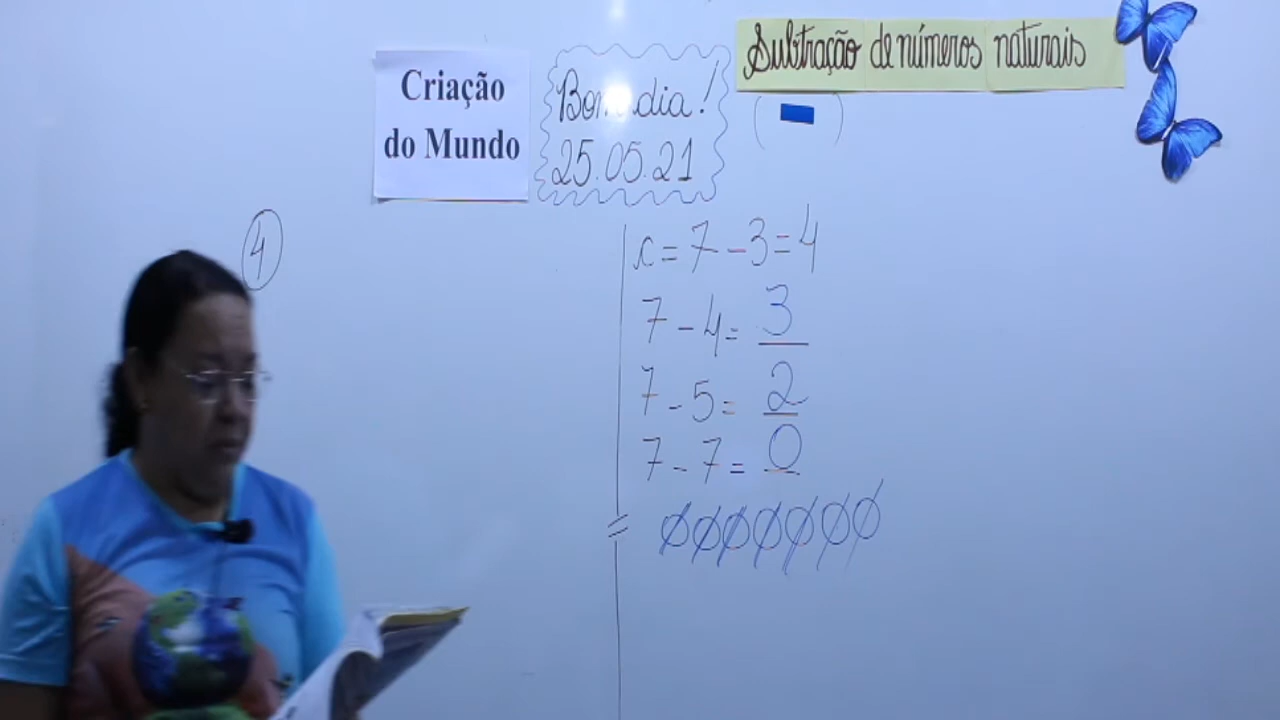 Subtração de números naturais
Criação
do Mundo
Bom dia!
25.05.21
(-)
4
c = 7 - 3 = 4
7 - 4 = 3
7 - 5 = 2
7 - 7 = 0